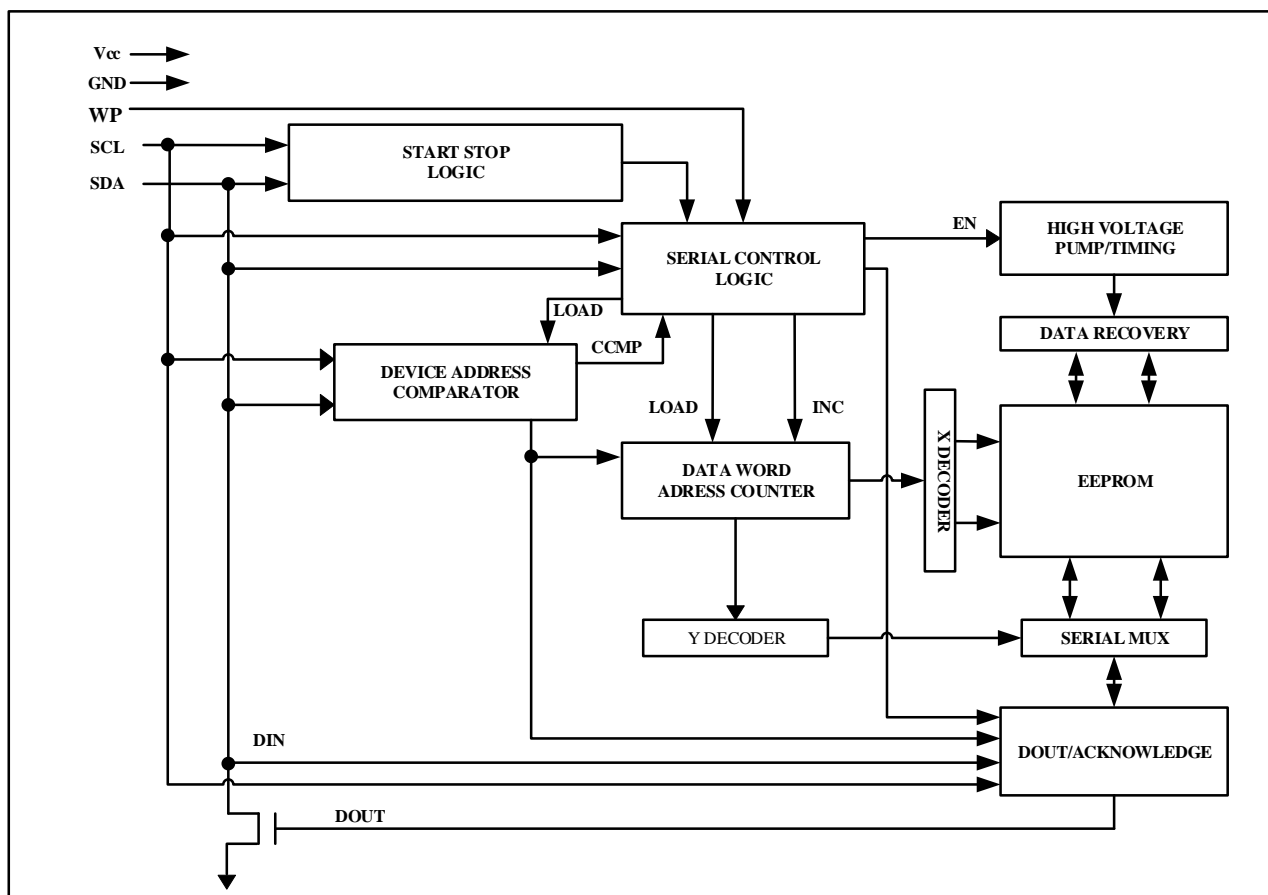 Vcc
GND
WP
SCL
SDA
START STOP
LOGIC
EN
HIGH VOLTAGE
PUMP/TIMING
SERIAL CONTROL
LOGIC
LOAD
CCMP
DATA RECOVERY
DEVICE ADDRESS
COMPARATOR
LOAD
INC
X DECODER
DATA WORD
ADRESS COUNTER
EEPROM
Y DECODER
SERIAL MUX
DIN
DOUT/ACKNOWLEDGE
DOUT